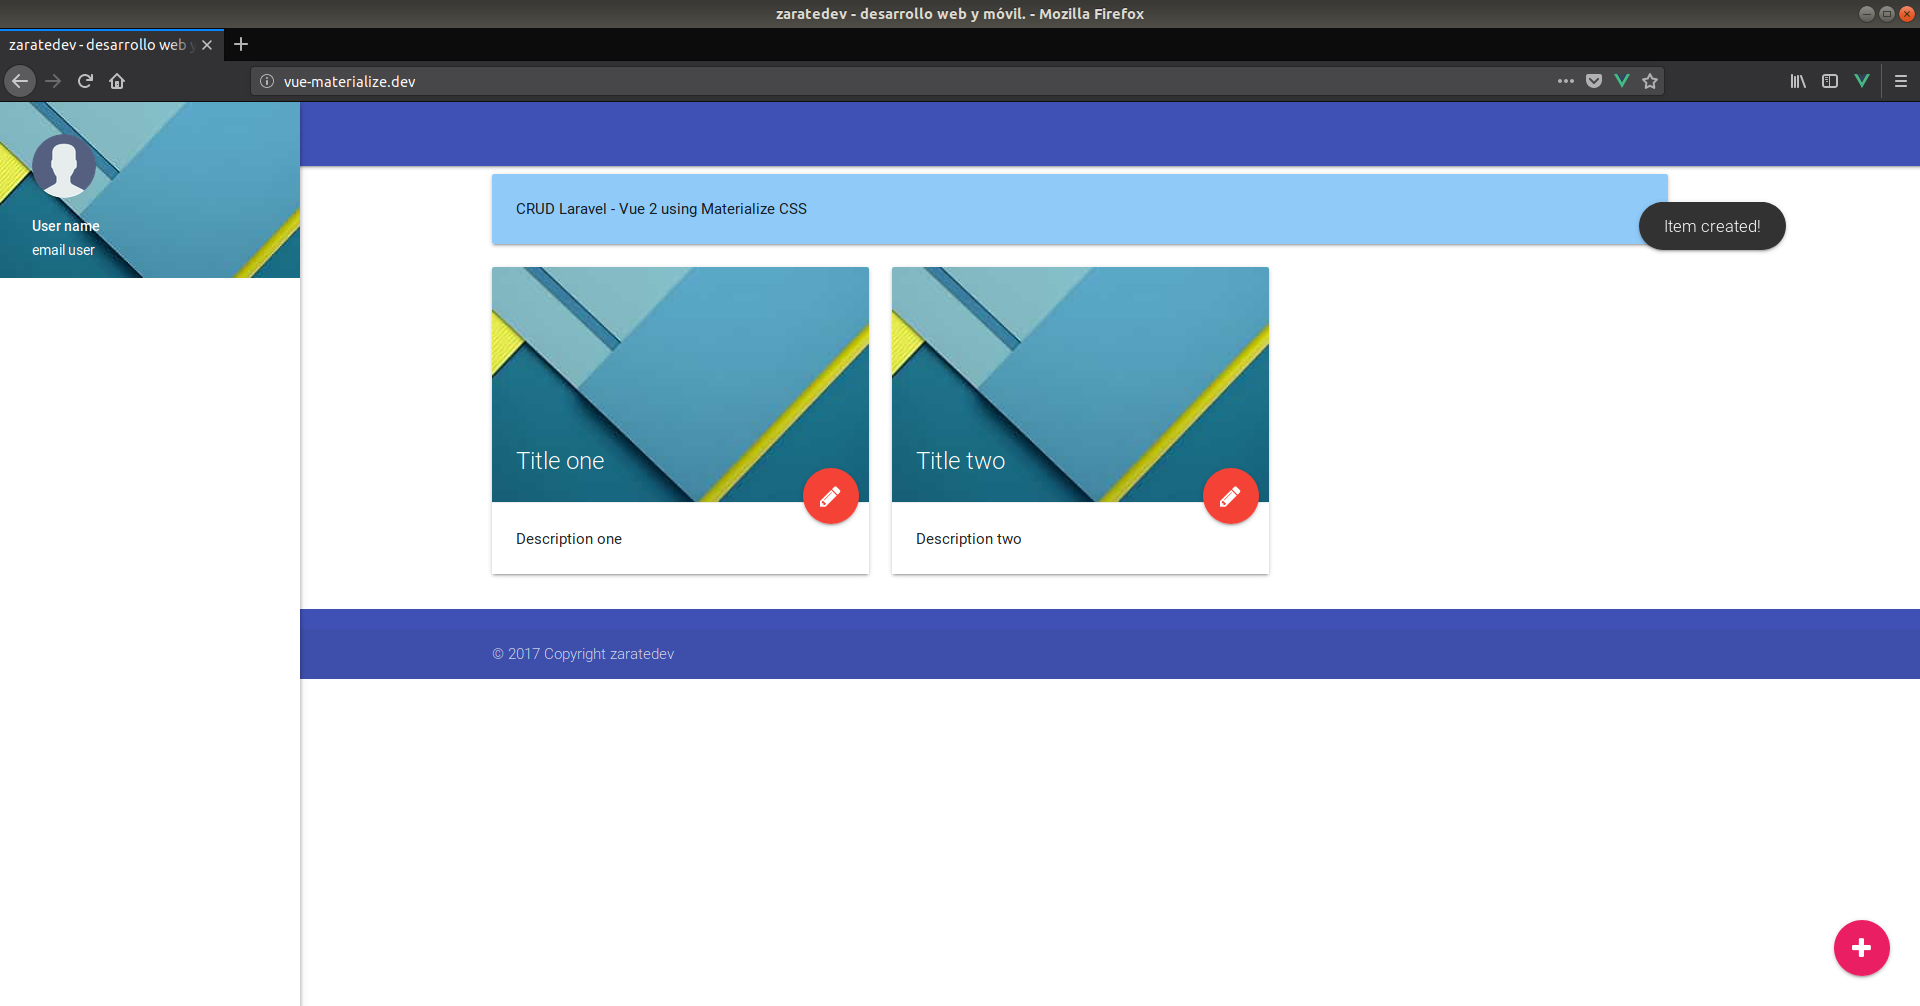 zaratedev - desarrollo web y móvil. - Mozilla Firefox
zaratedev - desarrollo web y
vue-materialize.dev
User name
email user
CRUD Laravel - Vue 2 using Materialize CSS
Item created!
Title one
Title two
Description one
Description two
© 2017 Copyright zaratedev